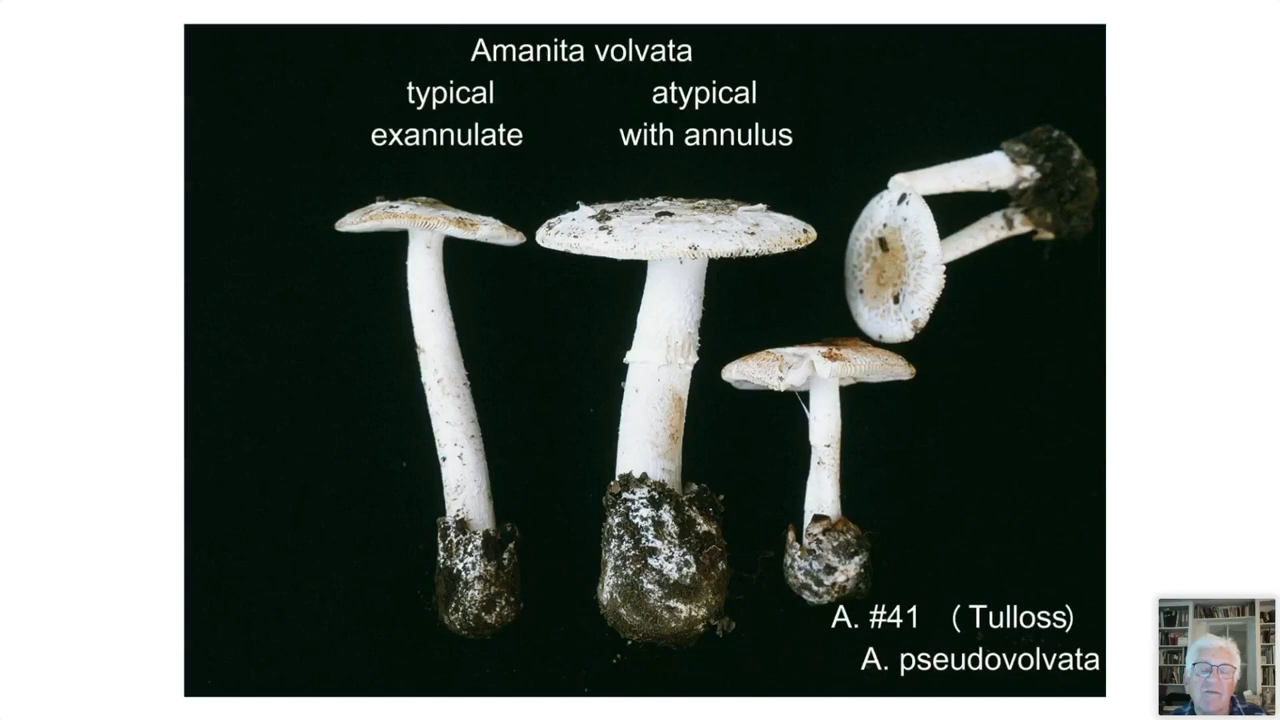 Amanita volvata
typical atypical
exannulate with annulus
A. #41 ( Tulloss)
A. pseudovolvata